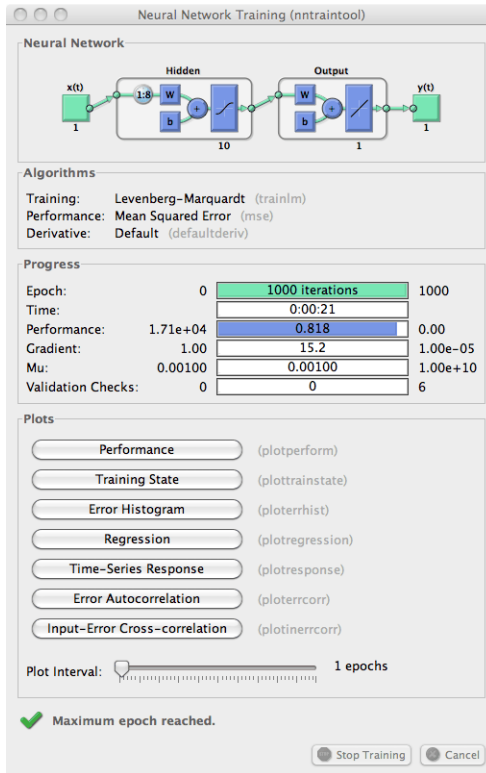 Neural Network Training (nntraintool)
Neural Network
Hidden Output
x(t) y(t)
1:8 W W
+ +
b b
1 10 1 1
Algorithms
Training: Levenberg-Marquardt (trainlm)
Performance: Mean Squared Error (mse)
Derivative: Default (defaultderiv)
Progress
Epoch: 0 1000 iterations 1000
Time: 0:00:21
Performance: 1.71e+04 0.818 0.00
Gradient: 1.00 15.2 1.00e-05
Mu: 0.00100 0.00100 1.00e+10
Validation Checks: 0 0 6
Plots
Performance (plotperform)
Training State (plottrainstate)
Error Histogram (ploterrhist)
Regression (plotregression)
Time-Series Response (plotresponse)
Error Autocorrelation (ploterrcorr)
Input-Error Cross-correlation (plotinerrcorr)
Plot Interval: 1 epochs
Maximum epoch reached.
Stop Training Cancel